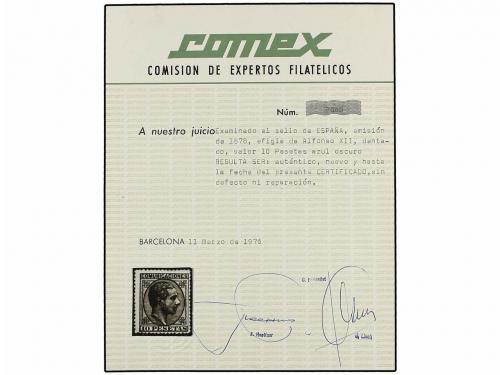 comex
COMISION DE EXPERTOS FILATELICOS
Núm.
A nuestro juicio Examinado el sello de ESPAÑA, emisión
de 1878, efigie de Alfonso XII, denta-
do, valor 10 Pesetas azul oscuro
RESULTA SER: auténtico, nuevo y hasta
la fecha del presente CERTIFICADO, sin
defecto ni reparación.
BARCELONA 11 Marzo de 1976
COMUNICACIONES
10 PESETAS